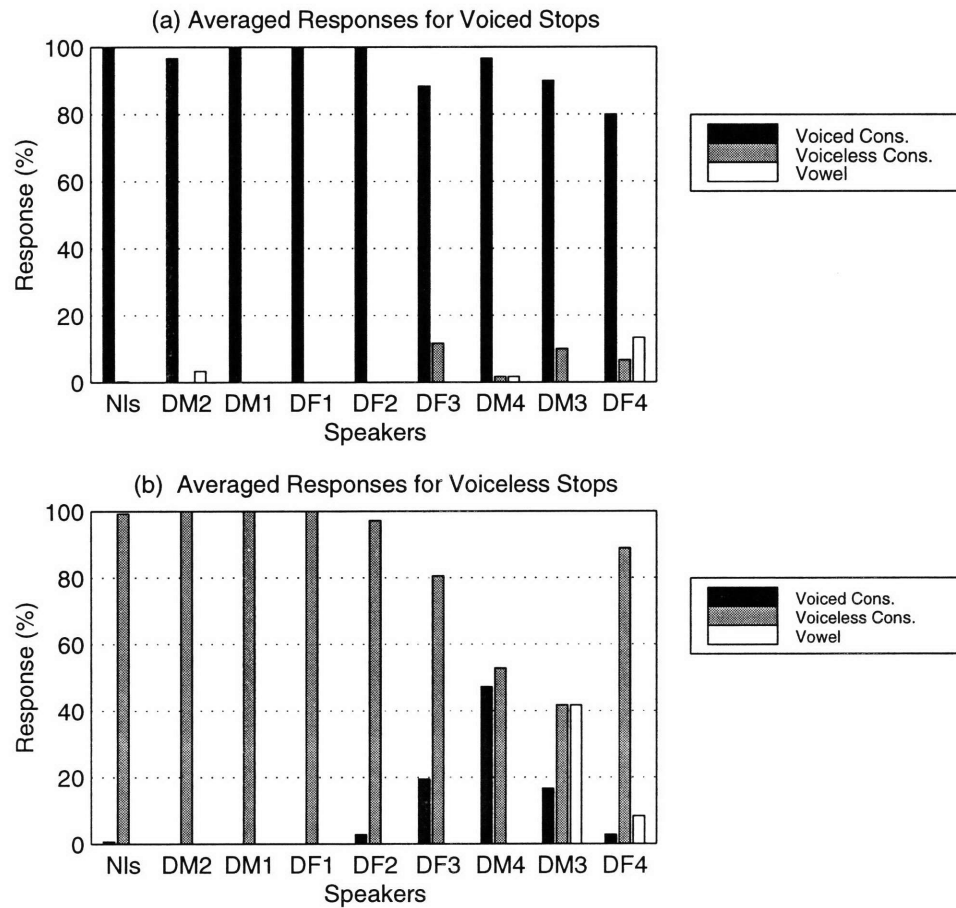 (a) Averaged Responses for Voiced Stops
100
80
60
40
20
0
Response (%)
Nls DM2 DM1 DF1 DF2 DF3 DM4 DM3 DF4
Speakers
Voiced Cons.
Voiceless Cons.
Vowel
(b) Averaged Responses for Voiceless Stops
100
80
60
40
20
0
Response (%)
Nls DM2 DM1 DF1 DF2 DF3 DM4 DM3 DF4
Speakers
Voiced Cons.
Voiceless Cons.
Vowel